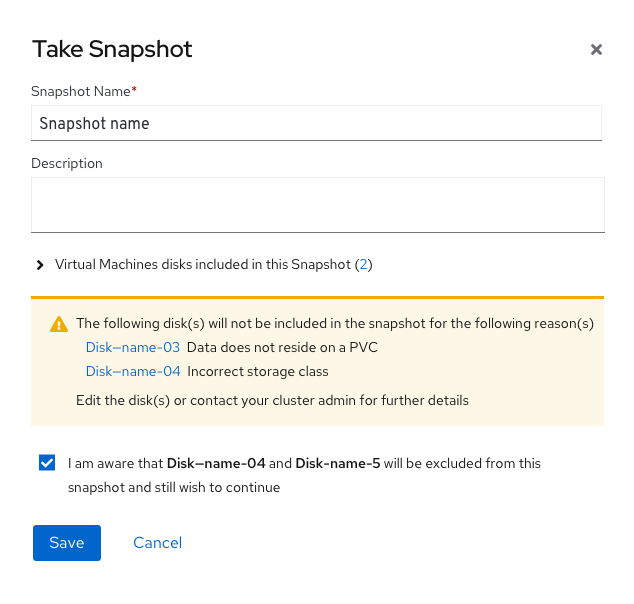 Take Snapshot
Snapshot Name*
Snapshot name
Description
Virtual Machines disks included in this Snapshot (2)
The following disk(s) will not be included in the snapshot for the following reason(s)
Disk–name-03 Data does not reside on a PVC
Disk–name-04 Incorrect storage class
Edit the disk(s) or contact your cluster admin for further details
I am aware that Disk–name-04 and Disk-name-5 will be excluded from this
snapshot and still wish to continue
Save Cancel